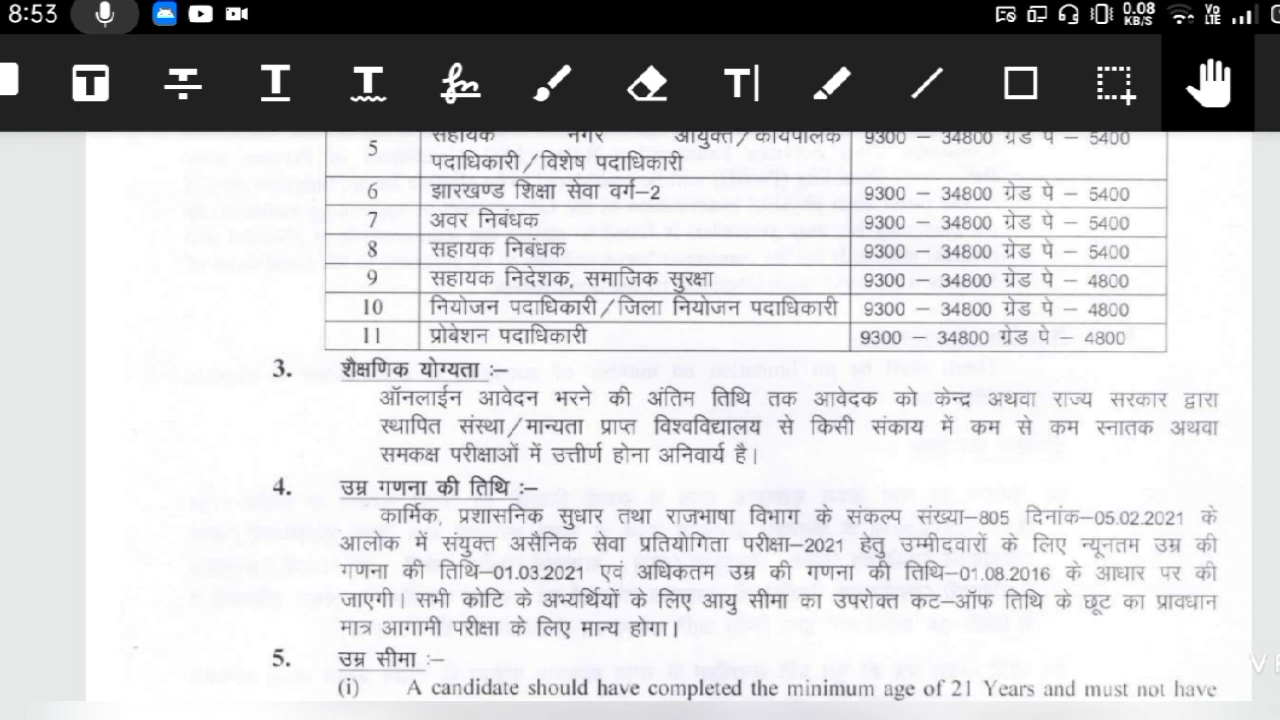 8:53
0.08
KB/S
Vo
LTE
5 सहायक नगर आयुक्त/कार्यपालक 9300 – 34800 ग्रेड पे – 5400
पदाधिकारी/विशेष पदाधिकारी
6 झारखण्ड शिक्षा सेवा वर्ग–2 9300 – 34800 ग्रेड पे – 5400
7 अवर निबंधक 9300 – 34800 ग्रेड पे – 5400
8 सहायक निबंधक 9300 – 34800 ग्रेड पे – 5400
9 सहायक निदेशक, समाजिक सुरक्षा 9300 – 34800 ग्रेड पे – 4800
10 नियोजन पदाधिकारी/जिला नियोजन पदाधिकारी 9300 – 34800 ग्रेड पे – 4800
11 प्रोबेशन पदाधिकारी 9300 – 34800 ग्रेड पे – 4800
3. शैक्षणिक योग्यता :–
ऑनलाईन आवेदन भरने की अंतिम तिथि तक आवेदक को केन्द्र अथवा राज्य सरकार द्वारा
स्थापित संस्था/मान्यता प्राप्त विश्वविद्यालय से किसी संकाय में कम से कम स्नातक अथवा
समकक्ष परीक्षाओं में उत्तीर्ण होना अनिवार्य है।
4. उम्र गणना की तिथि :–
कार्मिक, प्रशासनिक सुधार तथा राजभाषा विभाग के संकल्प संख्या–805 दिनांक–05.02.2021 के
आलोक में संयुक्त असैनिक सेवा प्रतियोगिता परीक्षा–2021 हेतु उम्मीदवारों के लिए न्यूनतम उम्र की
गणना की तिथि–01.03.2021 एवं अधिकतम उम्र की गणना की तिथि–01.08.2016 के आधार पर की
जाएगी। सभी कोटि के अभ्यर्थियों के लिए आयु सीमा का उपरोक्त कट–ऑफ तिथि के छूट का प्रावधान
मात्र आगामी परीक्षा के लिए मान्य होगा।
5. उम्र सीमा :–
(i) A candidate should have completed the minimum age of 21 Years and must not have